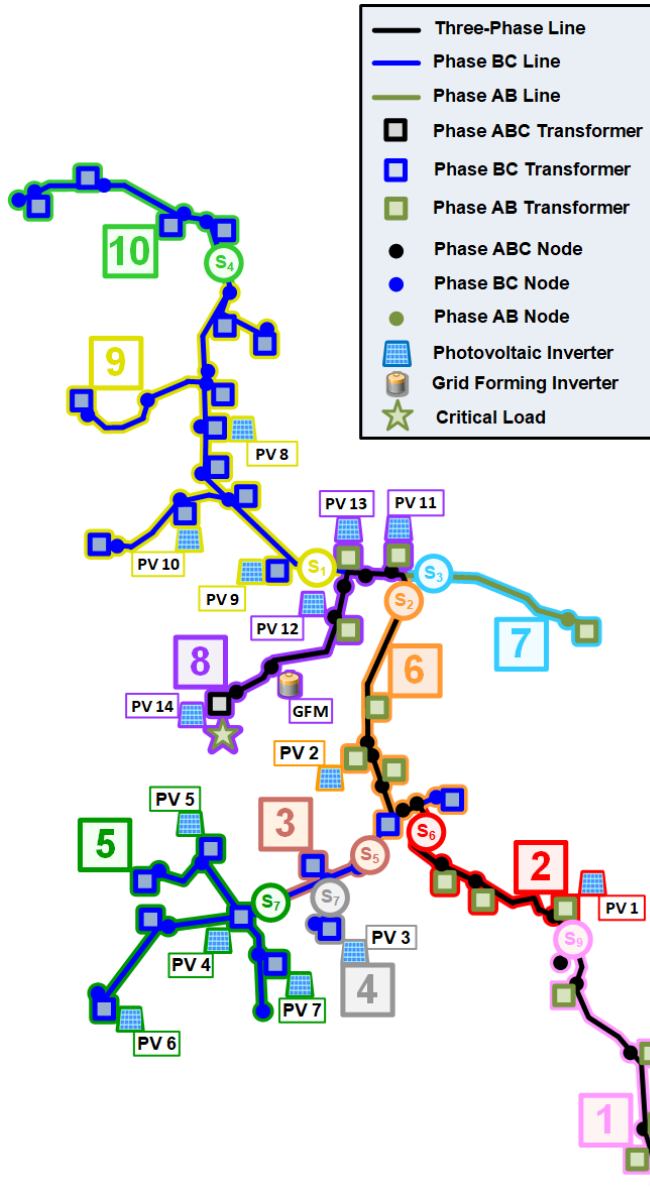 Three-Phase Line
Phase BC Line
Phase AB Line
Phase ABC Transformer
Phase BC Transformer
Phase AB Transformer
Phase ABC Node
Phase BC Node
Phase AB Node
Photovoltaic Inverter
Grid Forming Inverter
Critical Load
10
S4
9
PV 8
PV 13
PV 11
PV 10
PV 9
S1
S3
S2
PV 12
7
8
6
PV 14
GFM
PV 2
PV 5
3
S6
5
S5
2
S7
S7
PV 1
PV 3
S9
PV 4
4
PV 7
PV 6
1